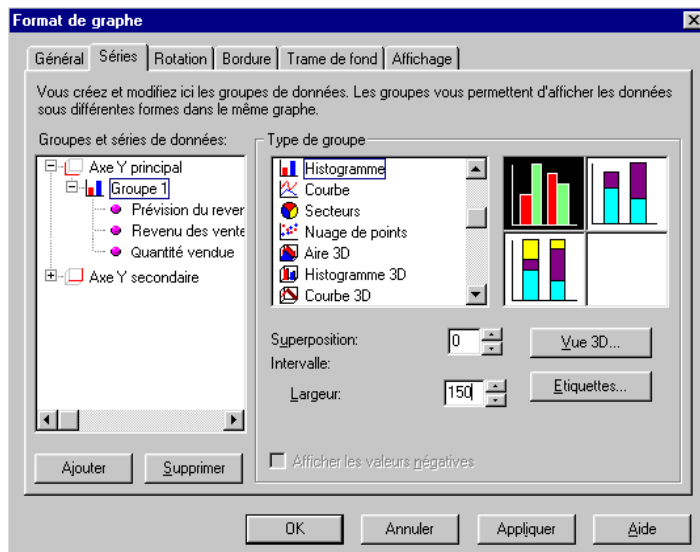 Format de graphe
Général Séries Rotation Bordure Trame de fond Affichage
Vous créez et modifiez ici les groupes de données. Les groupes vous permettent d'afficher les données
sous différentes formes dans le même graphe.
Groupes et séries de données:
Axe Y principal
Groupe 1
Prévision du rever
Revenu des vente
Quantité vendue
Axe Y secondaire
Ajouter
Supprimer
Type de groupe
Histogramme
Courbe
Secteurs
Nuage de points
Aire 3D
Histogramme 3D
Courbe 3D
Superposition:
0
Vue 3D...
Intervalle:
Largeur:
150
Etiquettes...
Afficher les valeurs négatives
OK
Annuler
Appliquer
Aide